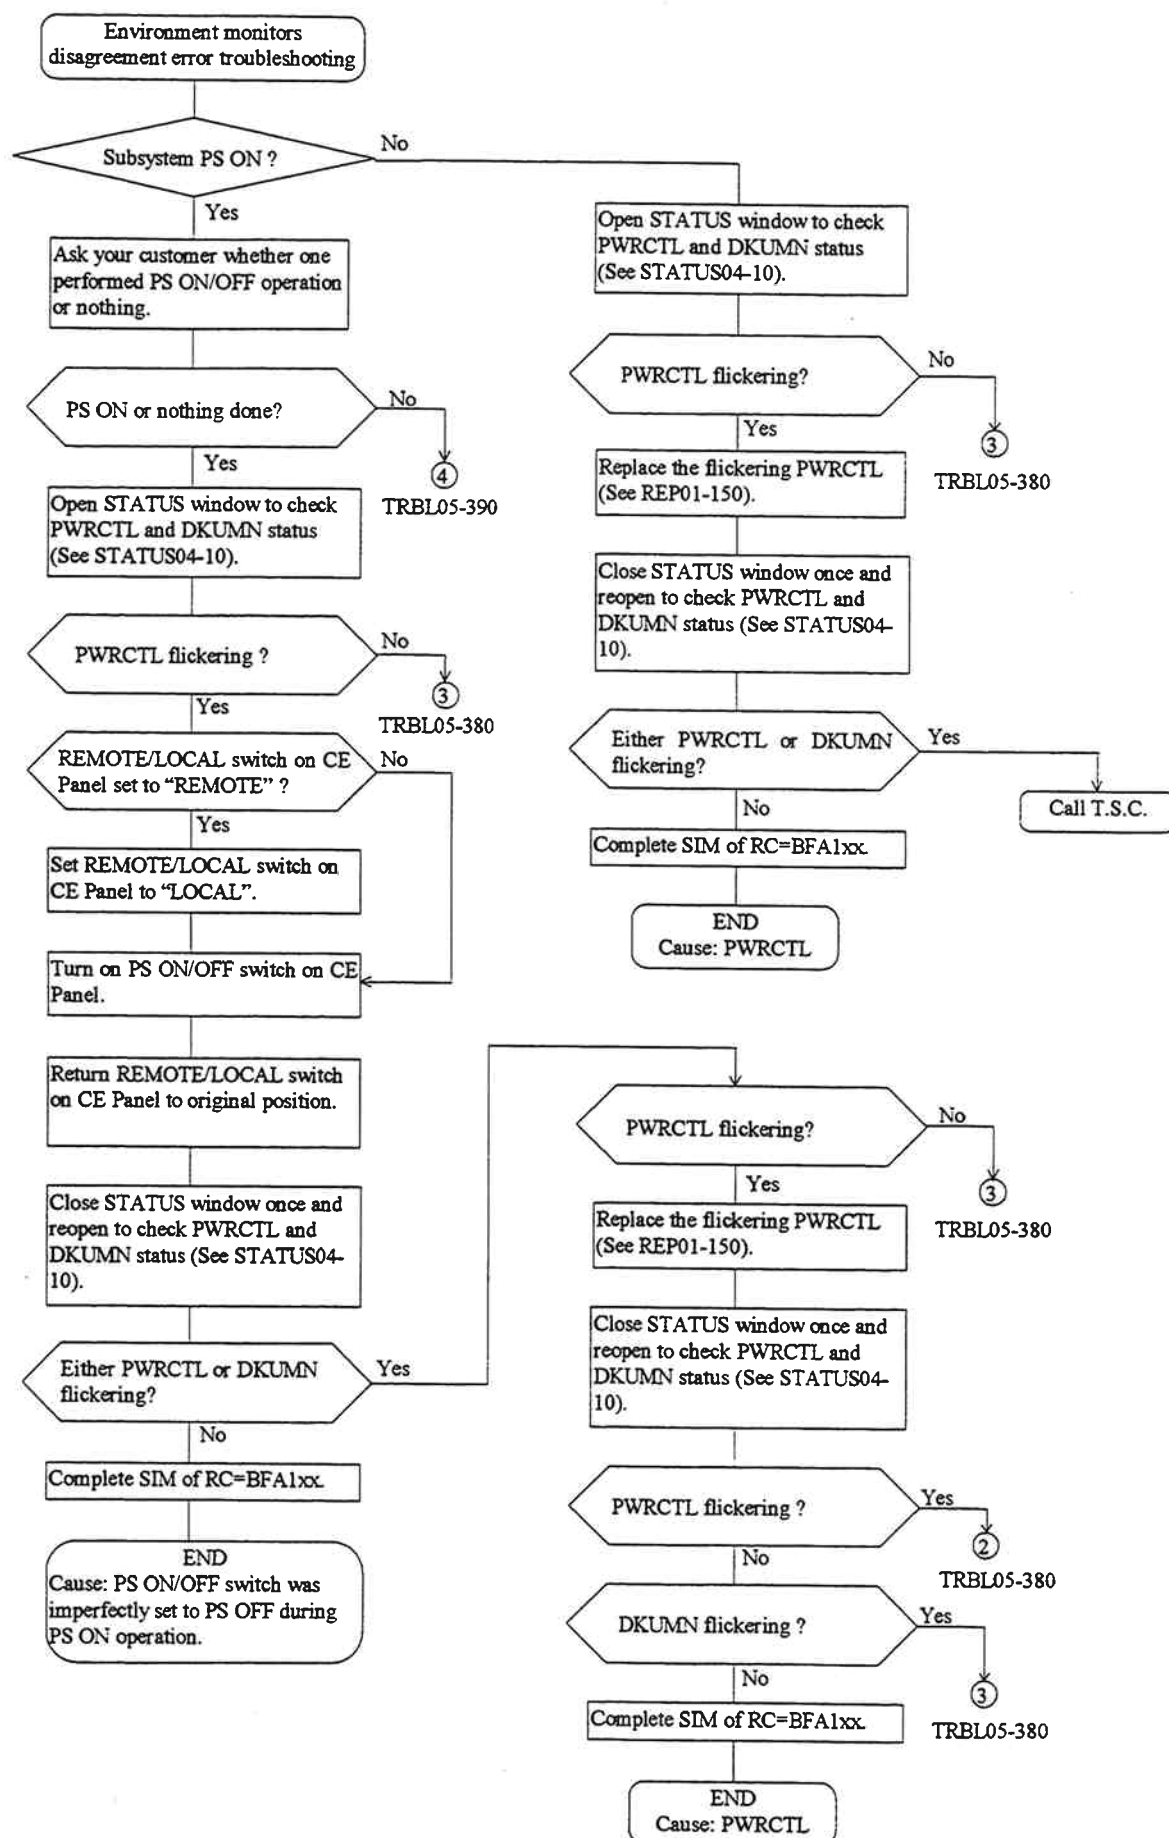 Environment monitors
disagreement error troubleshooting
Subsystem PS ON ?
No
Yes
Ask your customer whether one
performed PS ON/OFF operation
or nothing.
PS ON or nothing done?
No
4
TRBL05-390
Yes
Open STATUS window to check
PWRCTL and DKUMN status
(See STATUS04-10).
PWRCTL flickering ?
No
3
TRBL05-380
Yes
REMOTE/LOCAL switch on CE
Panel set to “REMOTE” ?
No
Yes
Set REMOTE/LOCAL switch on
CE Panel to “LOCAL”.
Turn on PS ON/OFF switch on CE
Panel.
Return REMOTE/LOCAL switch
on CE Panel to original position.
Close STATUS window once and
reopen to check PWRCTL and
DKUMN status (See STATUS04-
10).
Either PWRCTL or DKUMN
flickering?
Yes
No
Complete SIM of RC=BFA1xx.
END
Cause: PS ON/OFF switch was
imperfectly set to PS OFF during
PS ON operation.
Open STATUS window to check
PWRCTL and DKUMN status
(See STATUS04-10).
PWRCTL flickering?
No
3
TRBL05-380
Yes
Replace the flickering PWRCTL
(See REP01-150).
Close STATUS window once and
reopen to check PWRCTL and
DKUMN status (See STATUS04-
10).
Either PWRCTL or DKUMN
flickering?
Yes
Call T.S.C.
No
Complete SIM of RC=BFA1xx.
END
Cause: PWRCTL
PWRCTL flickering?
No
3
TRBL05-380
Yes
Replace the flickering PWRCTL
(See REP01-150).
Close STATUS window once and
reopen to check PWRCTL and
DKUMN status (See STATUS04-
10).
PWRCTL flickering ?
Yes
2
TRBL05-380
No
DKUMN flickering ?
Yes
3
TRBL05-380
No
Complete SIM of RC=BFA1xx.
END
Cause: PWRCTL